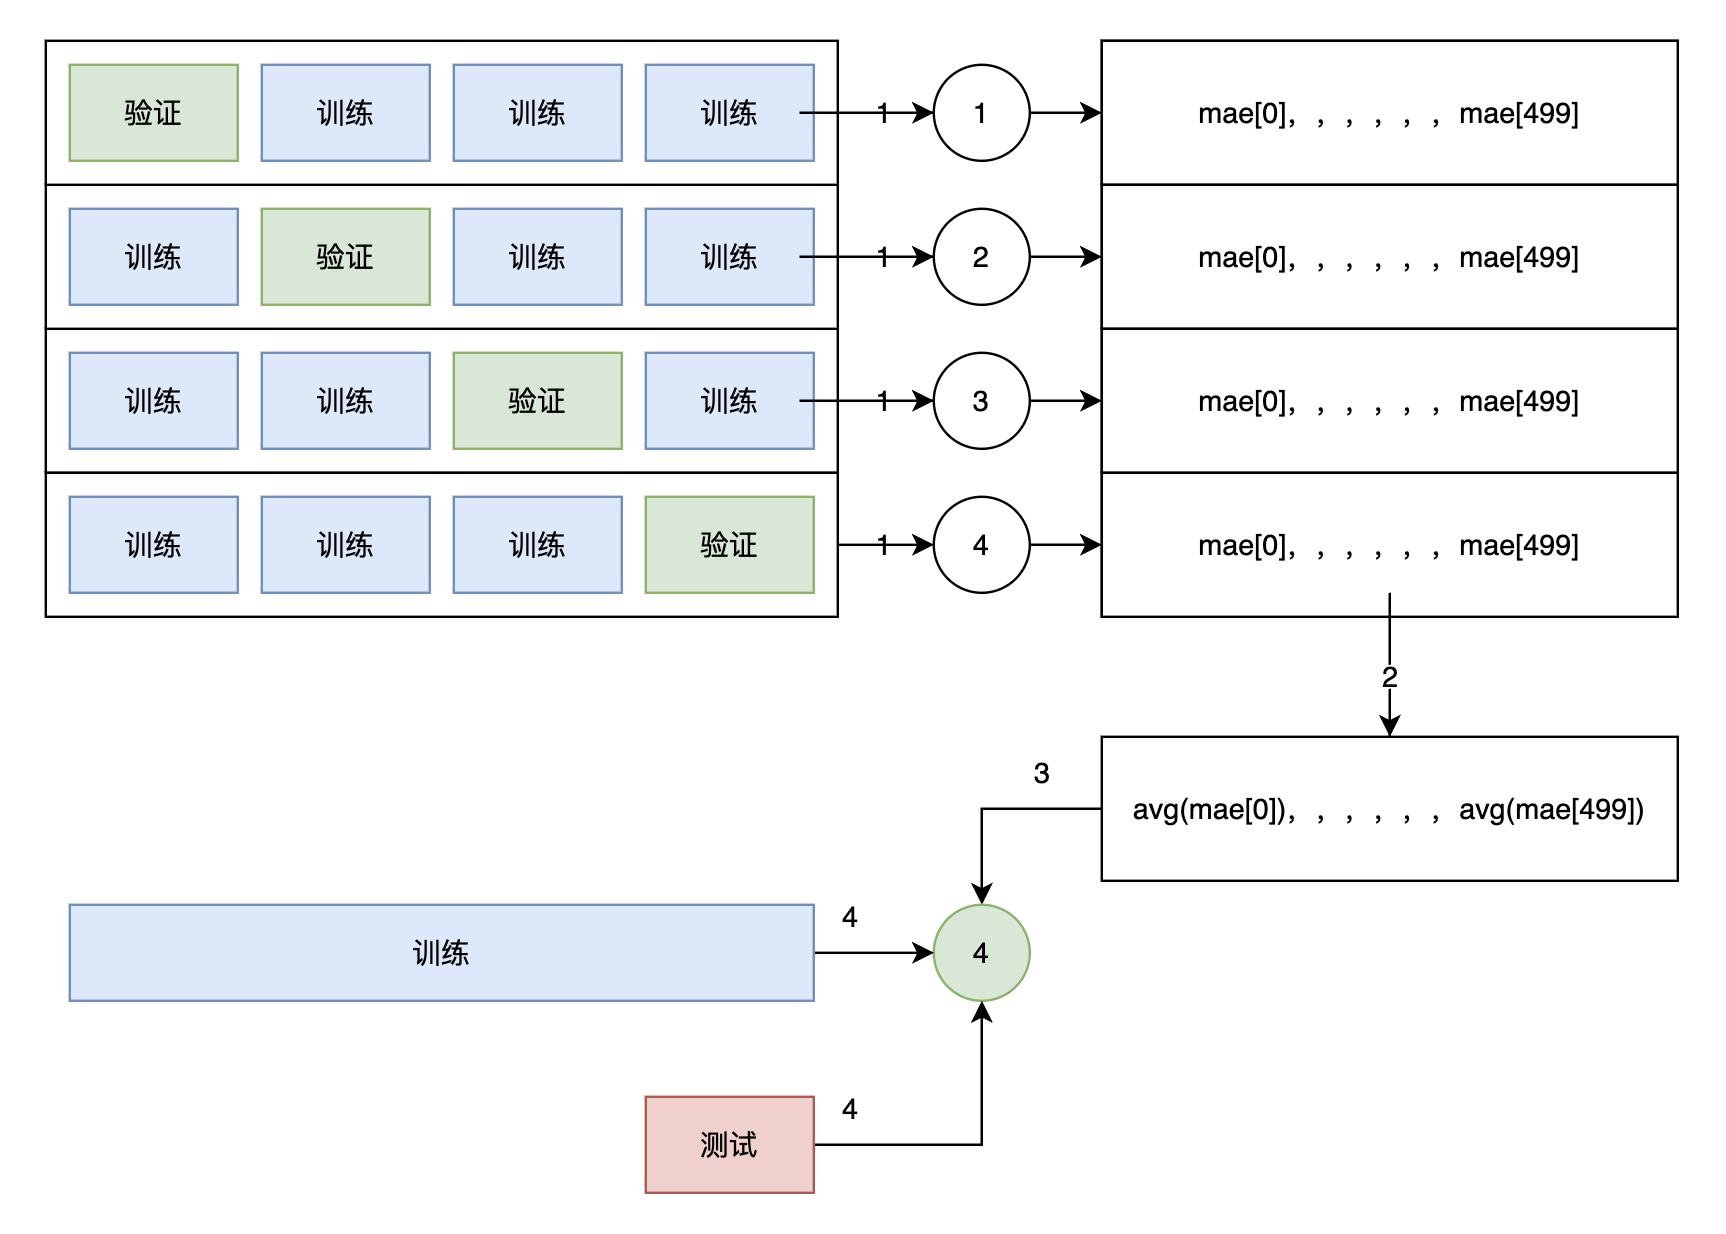 验证 训练 训练 训练 1 1 mae[0]，，，，，，mae[499]
训练 验证 训练 训练 1 2 mae[0]，，，，，，mae[499]
训练 训练 验证 训练 1 3 mae[0]，，，，，，mae[499]
训练 训练 训练 验证 1 4 mae[0]，，，，，，mae[499]
2
3
avg(mae[0])，，，，，，avg(mae[499])
4
训练 4
4
测试